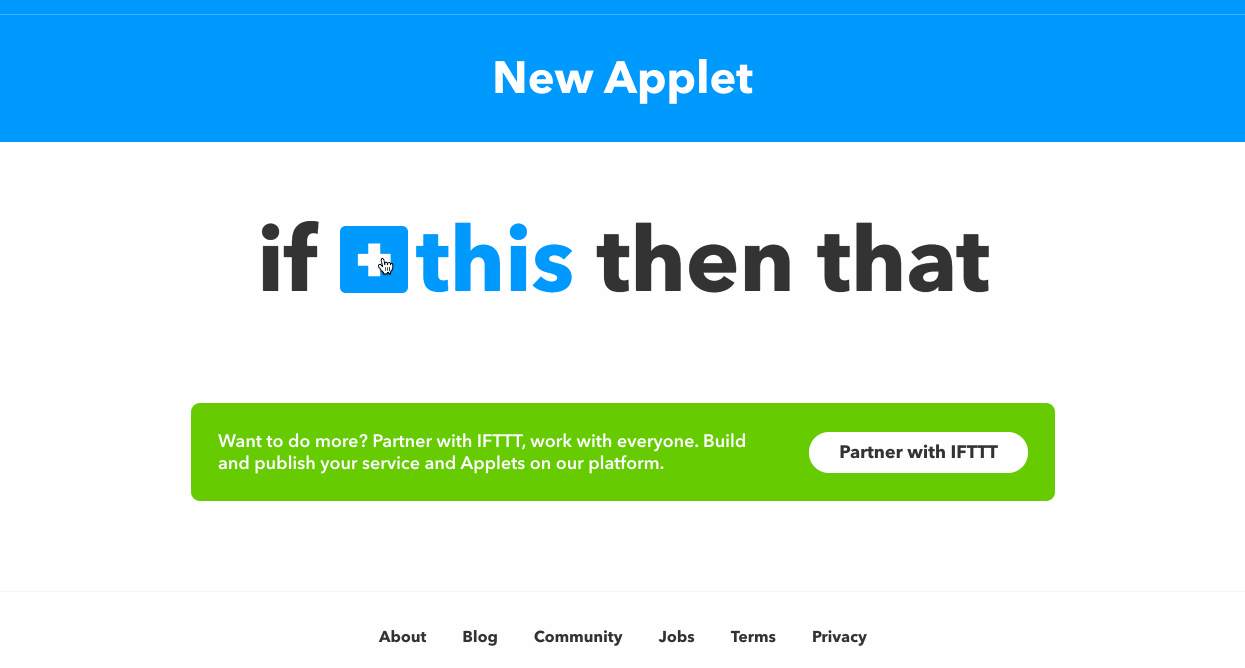 New Applet
if this then that
Want to do more? Partner with IFTTT, work with everyone. Build
and publish your service and Applets on our platform.
Partner with IFTTT
About Blog Community Jobs Terms Privacy